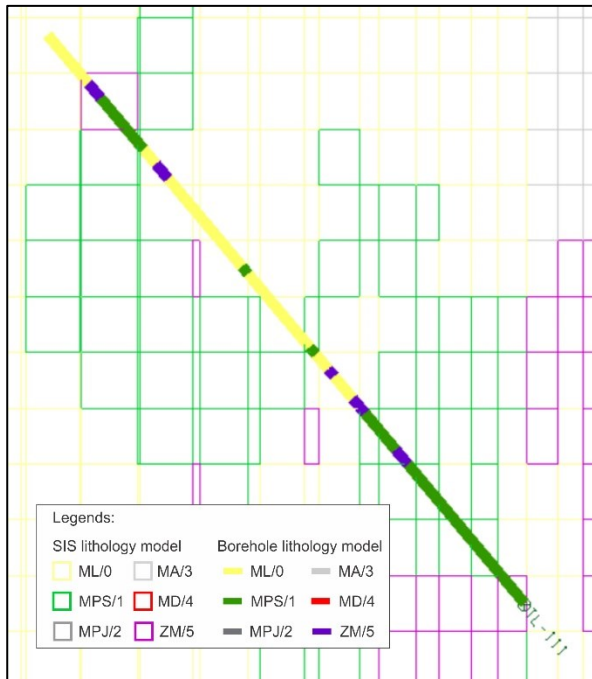 Legends:
SIS lithology model Borehole lithology model
ML/0 MA/3 ML/0 MA/3
MPS/1 MD/4 MPS/1 MD/4
MPJ/2 ZM/5 MPJ/2 ZM/5